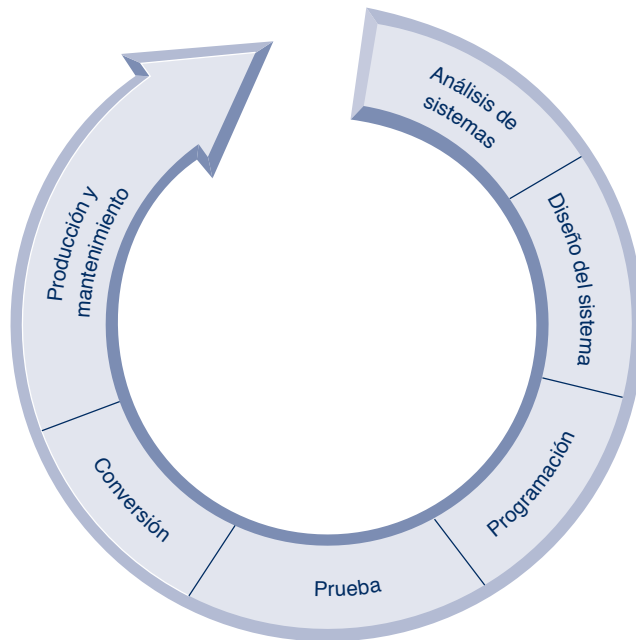 Análisis de
sistemas
Diseño del sistema
Programación
Prueba
Conversión
Producción y
mantenimiento